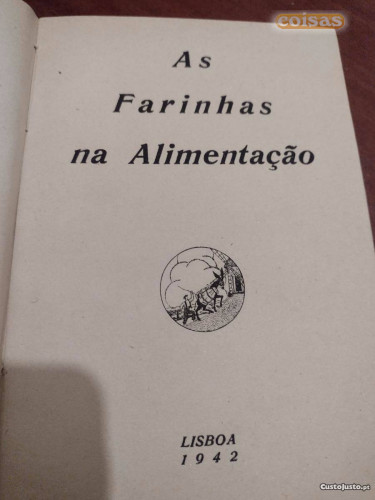 coisas
As
Farinhas
na Alimentação
LISBOA
1942
CustoJusto.pt